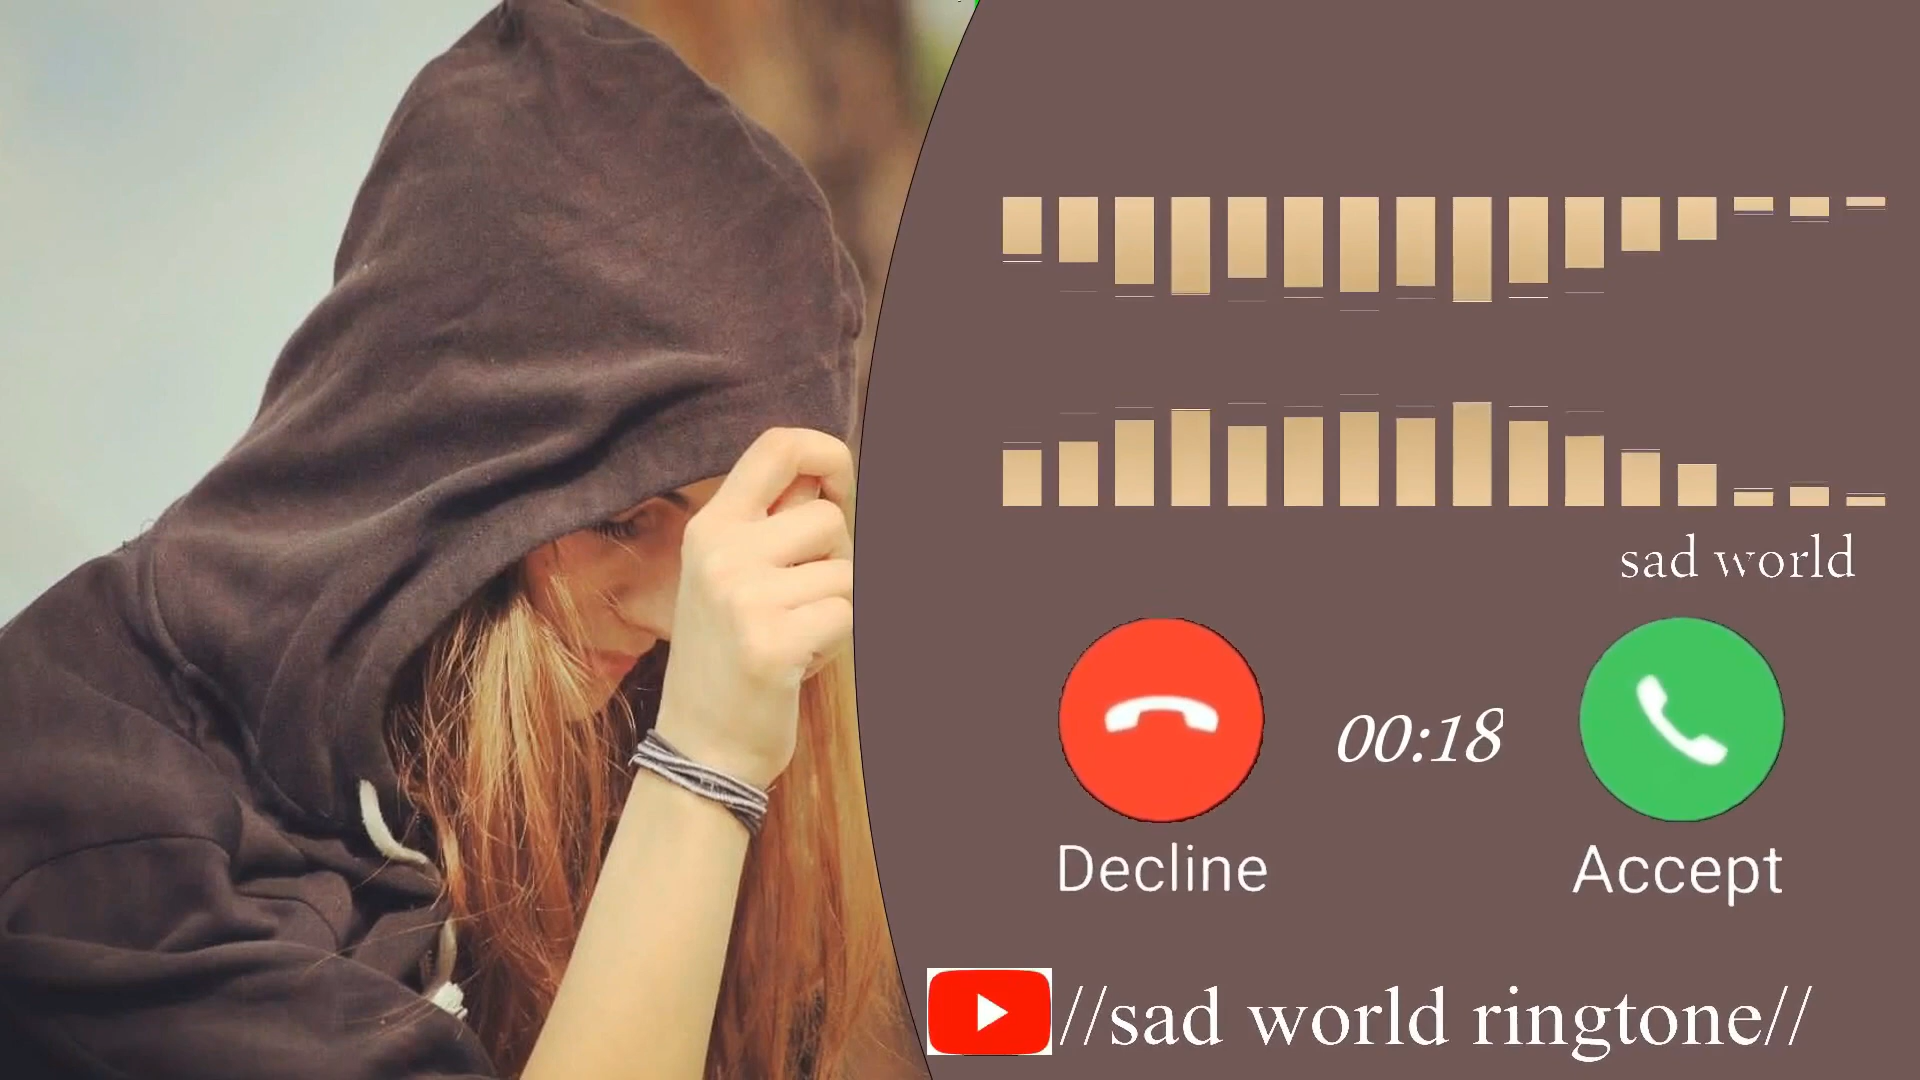 sad world
00:18
Decline
Accept
//sad world ringtone//